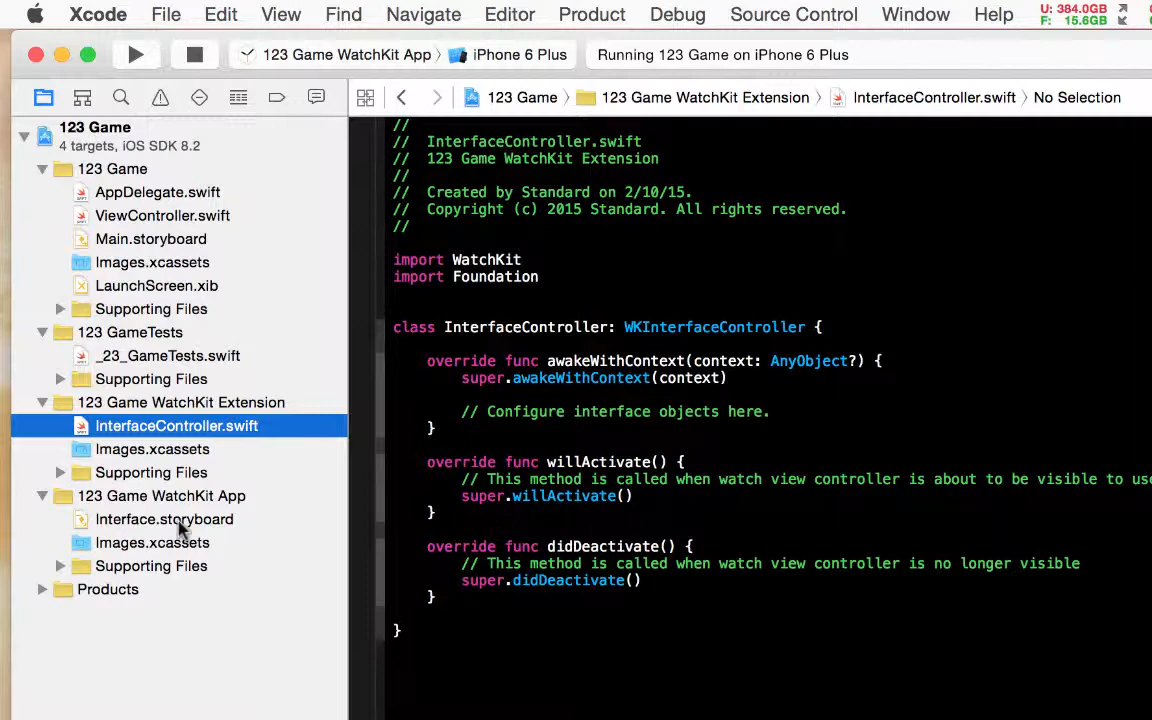 Xcode File Edit View Find Navigate Editor Product Debug Source Control Window Help
U: 384.0GB
F: 15.6GB
123 Game WatchKit App iPhone 6 Plus
Running 123 Game on iPhone 6 Plus
123 Game 123 Game WatchKit Extension InterfaceController.swift No Selection
123 Game
4 targets, iOS SDK 8.2
123 Game
AppDelegate.swift
ViewController.swift
Main.storyboard
Images.xcassets
LaunchScreen.xib
Supporting Files
123 GameTests
_23_GameTests.swift
Supporting Files
123 Game WatchKit Extension
InterfaceController.swift
Images.xcassets
Supporting Files
123 Game WatchKit App
Interface.storyboard
Images.xcassets
Supporting Files
Products
//
// InterfaceController.swift
// 123 Game WatchKit Extension
//
// Created by Standard on 2/10/15.
// Copyright (c) 2015 Standard. All rights reserved.
//
import WatchKit
import Foundation
class InterfaceController: WKInterfaceController {
override func awakeWithContext(context: AnyObject?) {
super.awakeWithContext(context)
// Configure interface objects here.
}
override func willActivate() {
// This method is called when watch view controller is about to be visible to use
super.willActivate()
}
override func didDeactivate() {
// This method is called when watch view controller is no longer visible
super.didDeactivate()
}
}